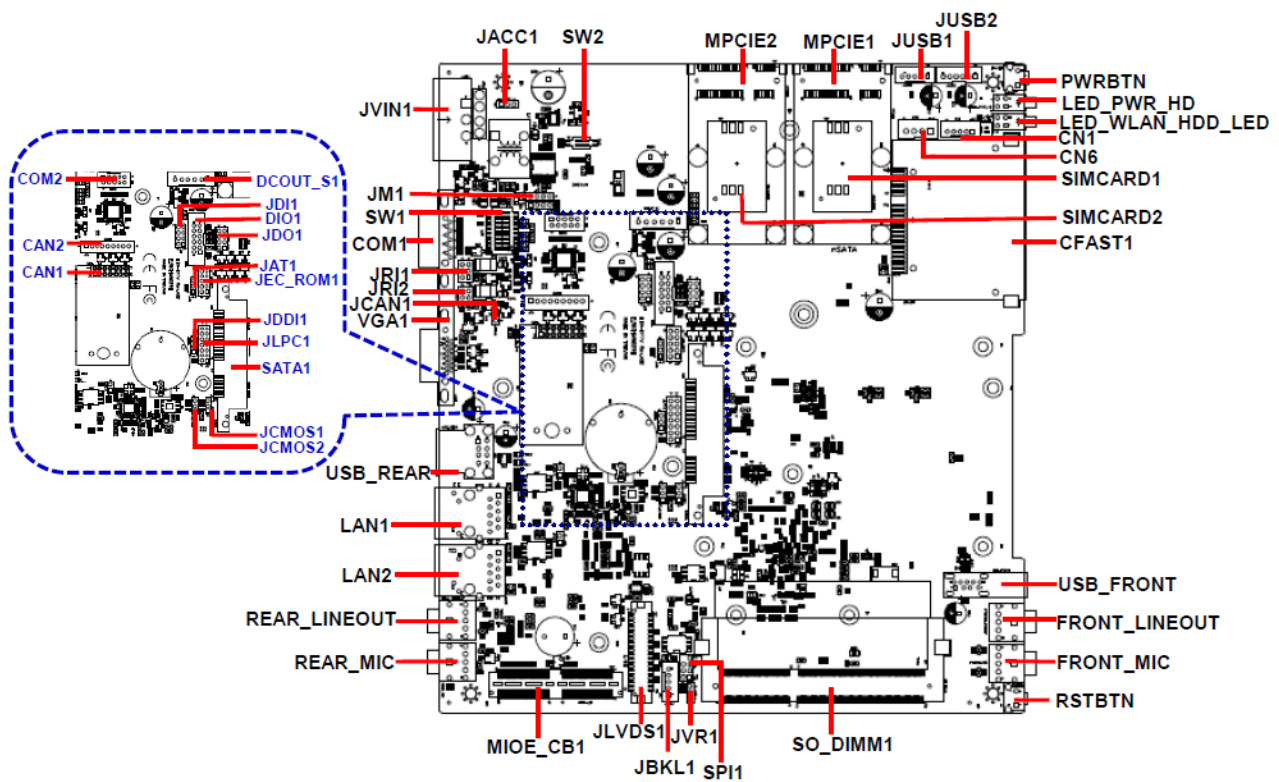 JACC1
SW2
MPCIE2
MPCIE1
JUSB1
JUSB2
JVIN1
PWRBTN
LED_PWR_HD
LED_WLAN_HDD_LED
CN1
CN6
SIMCARD1
SIMCARD2
CFAST1
JM1
SW1
COM1
JRI1
JRI2
JCAN1
VGA1
COM2
DCOUT_S1
JDI1
DIO1
JDO1
CAN2
CAN1
JAT1
JEC_ROM1
JDDI1
JLPC1
SATA1
JCMOS1
JCMOS2
USB_REAR
LAN1
LAN2
REAR_LINEOUT
REAR_MIC
USB_FRONT
FRONT_LINEOUT
FRONT_MIC
RSTBTN
MIOE_CB1
JLVDS1
JBKL1
JVR1
SPI1
SO_DIMM1